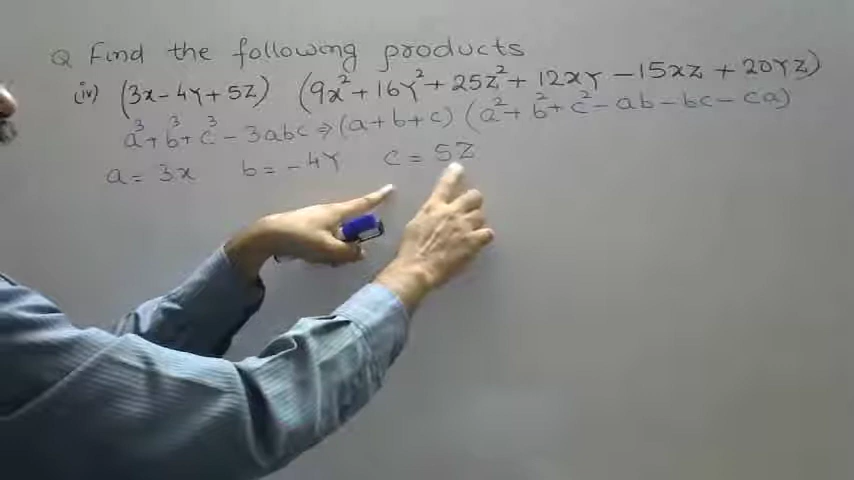 Q Find the following products
(iv) (3x - 4Y + 5Z) (9x² + 16Y² + 25Z² + 12xY - 15xZ + 20YZ)
a³ + b³ + c³ - 3abc ⇒ (a + b + c) (a² + b² + c² - ab - bc - ca)
a = 3x b = -4Y c = 5Z